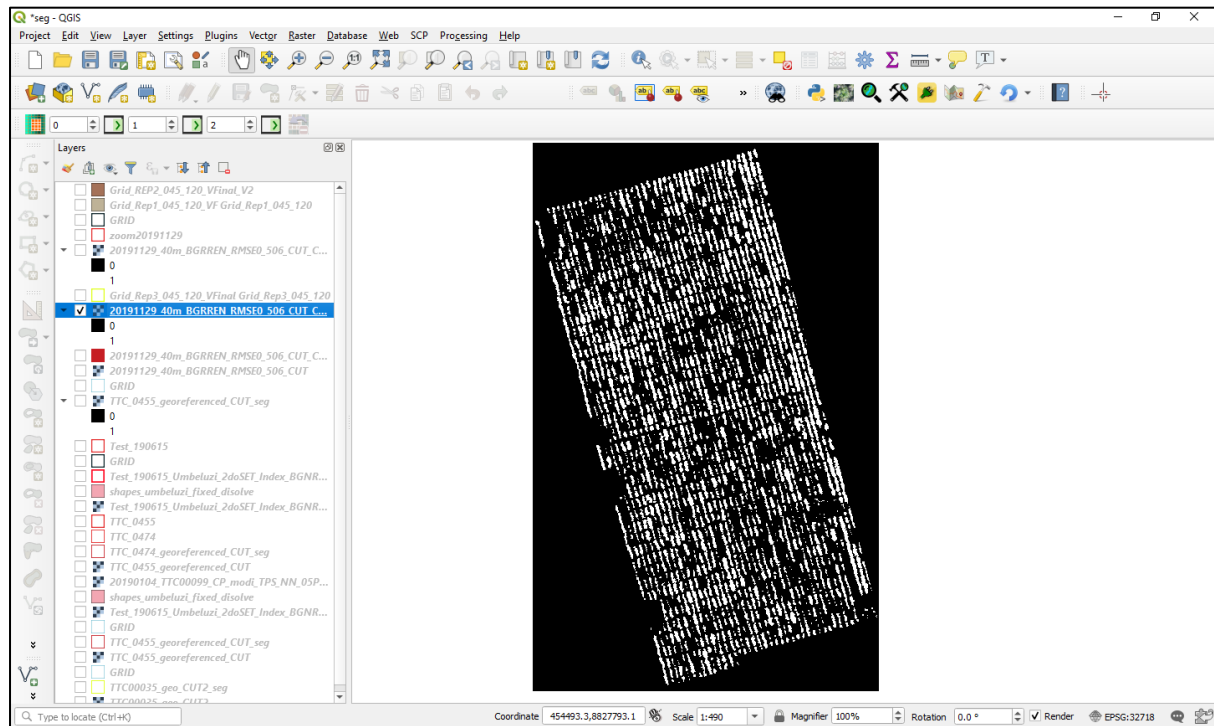 *seg - QGIS
Project Edit View Layer Settings Plugins Vector Raster Database Web SCP Processing Help
0 1 2
Layers
Grid_REP2_045_120_VFinal_V2
Grid_Rep1_045_120_VF Grid_Rep1_045_120
GRID
zoom20191129
20191129_40m_BGRREN_RMSE0_506_CUT_C...
0
1
Grid_Rep3_045_120_VFinal Grid_Rep3_045_120
20191129_40m_BGRREN_RMSE0_506_CUT_C...
0
1
20191129_40m_BGRREN_RMSE0_506_CUT_C...
20191129_40m_BGRREN_RMSE0_506_CUT
GRID
TTC_0455_georeferenced_CUT_seg
0
1
Test_190615
GRID
Test_190615_Umbeluzi_2doSET_Index_BGNR...
shapes_umbeluzi_fixed_disolve
Test_190615_Umbeluzi_2doSET_Index_BGNR...
TTC_0455
TTC_0474
TTC_0474_georeferenced_CUT_seg
TTC_0455_georeferenced_CUT
20190104_TTC00099_CP_modi_TPS_NN_05P...
shapes_umbeluzi_fixed_disolve
Test_190615_Umbeluzi_2doSET_Index_BGNR...
GRID
TTC_0455_georeferenced_CUT_seg
TTC_0455_georeferenced_CUT
GRID
TTC00035_geo_CUT2_seg
TTC00035_geo_CUT2
Type to locate (Ctrl+K) Coordinate 454493.3,8827793.1 Scale 1:490 Magnifier 100% Rotation 0.0 ° Render EPSG:32718